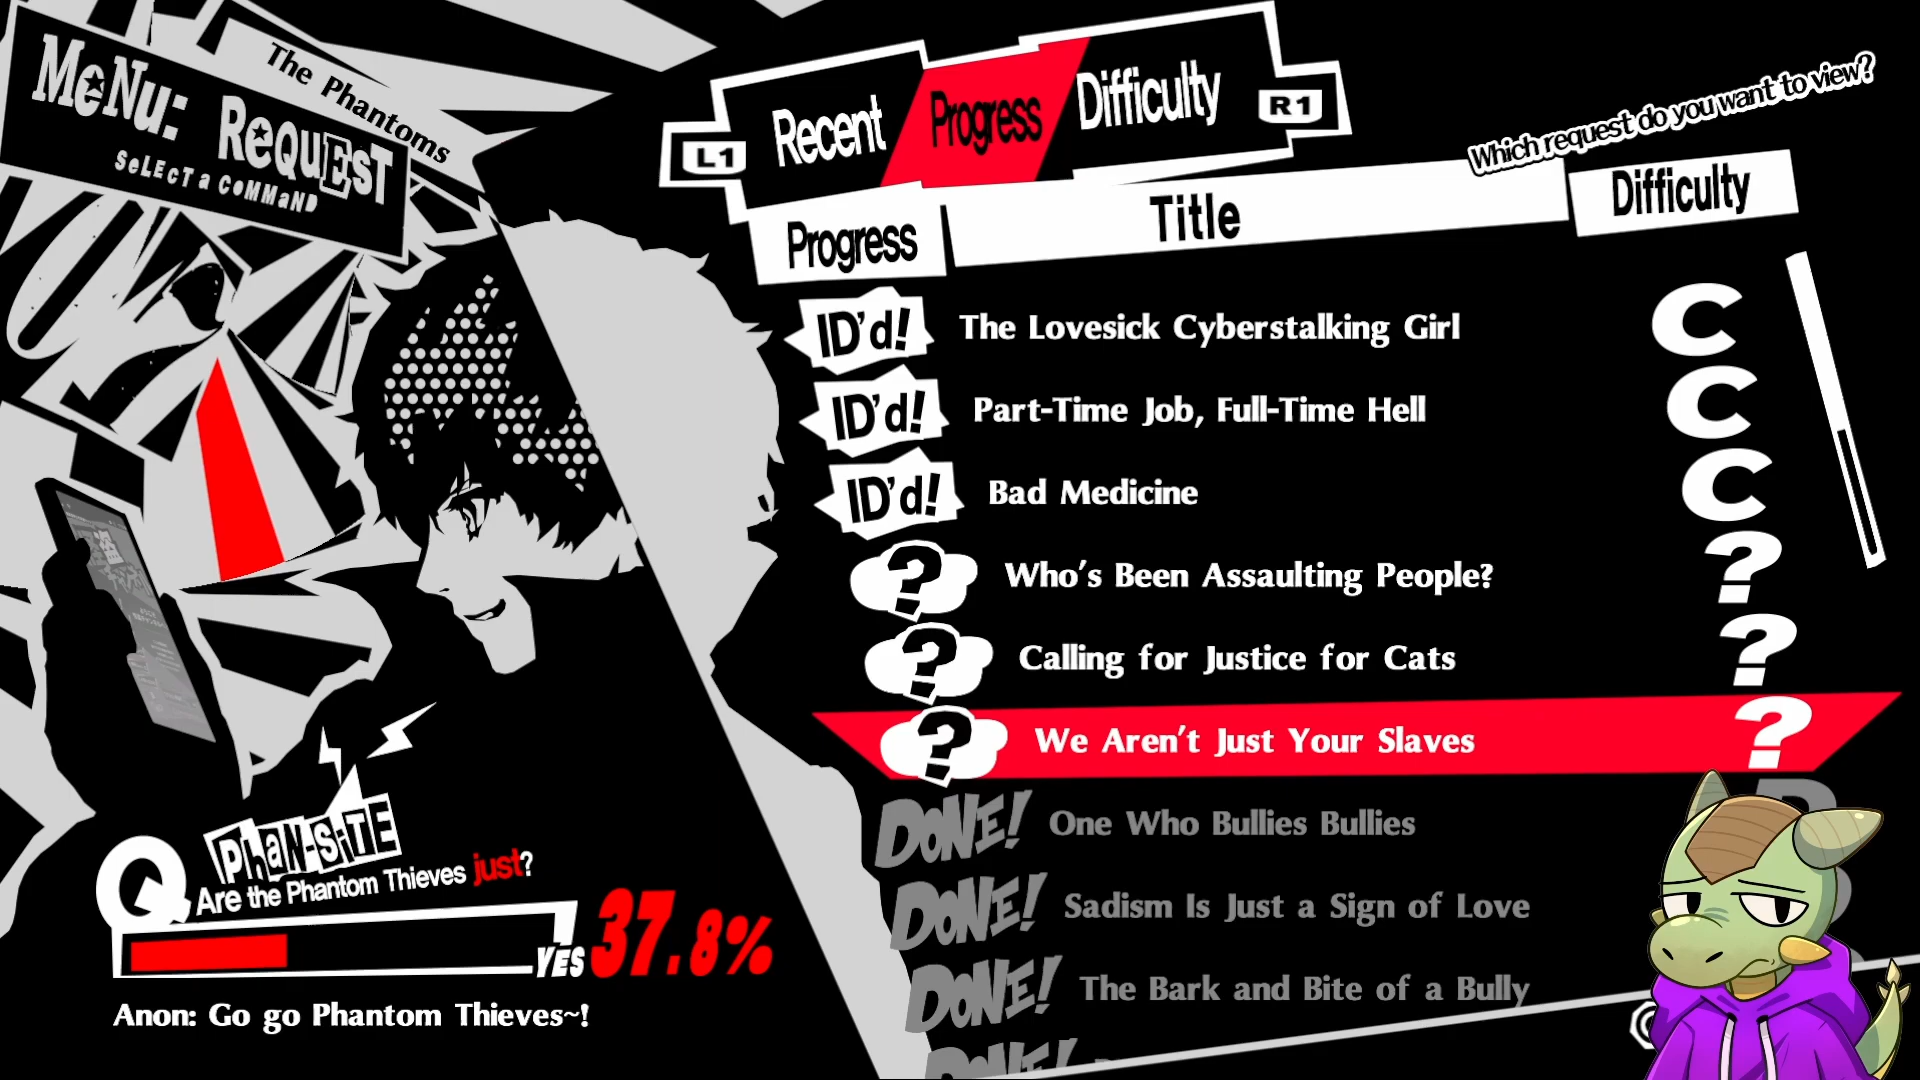 The Phantoms
MeNu: RequEsT
SeLEcT a CoMMaND
Recent
Progress
Difficulty
L1
R1
Which request do you want to view?
Progress
Title
Difficulty
ID'd! The Lovesick Cyberstalking Girl C
ID'd! Part-Time Job, Full-Time Hell C
ID'd! Bad Medicine C
? Who's Been Assaulting People? ?
? Calling for Justice for Cats ?
? We Aren't Just Your Slaves ?
DONE! One Who Bullies Bullies
DONE! Sadism Is Just a Sign of Love
DONE! The Bark and Bite of a Bully
DONE!
PhaN-SiTE
Q Are the Phantom Thieves just?
YES 37.8%
Anon: Go go Phantom Thieves~!